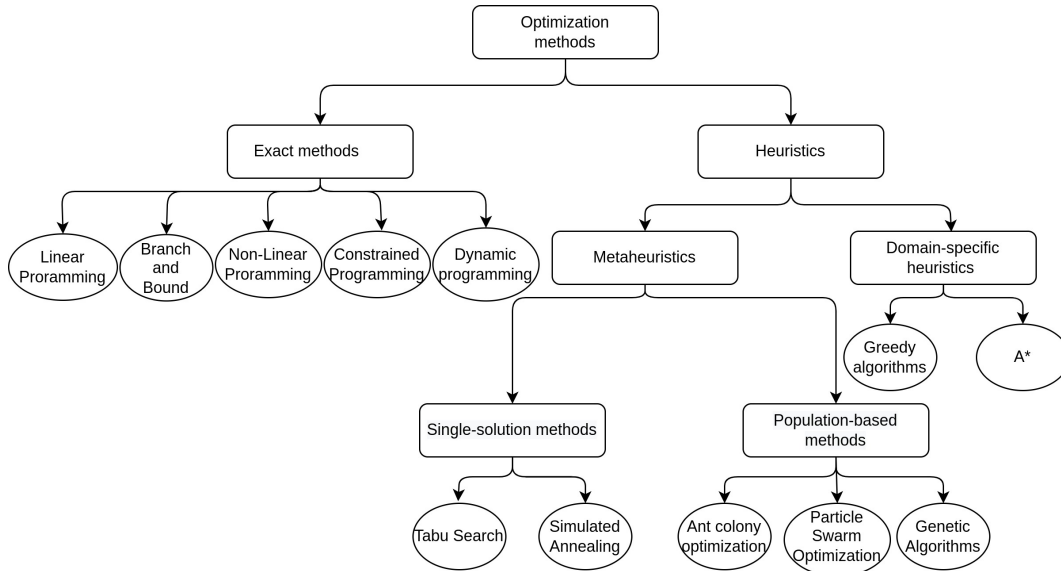 Optimization
methods
Exact methods
Heuristics
Linear
Proramming
Branch
and
Bound
Non-Linear
Proramming
Constrained
Programming
Dynamic
programming
Metaheuristics
Domain-specific
heuristics
Greedy
algorithms
A*
Single-solution methods
Population-based
methods
Tabu Search
Simulated
Annealing
Ant colony
optimization
Particle
Swarm
Optimization
Genetic
Algorithms